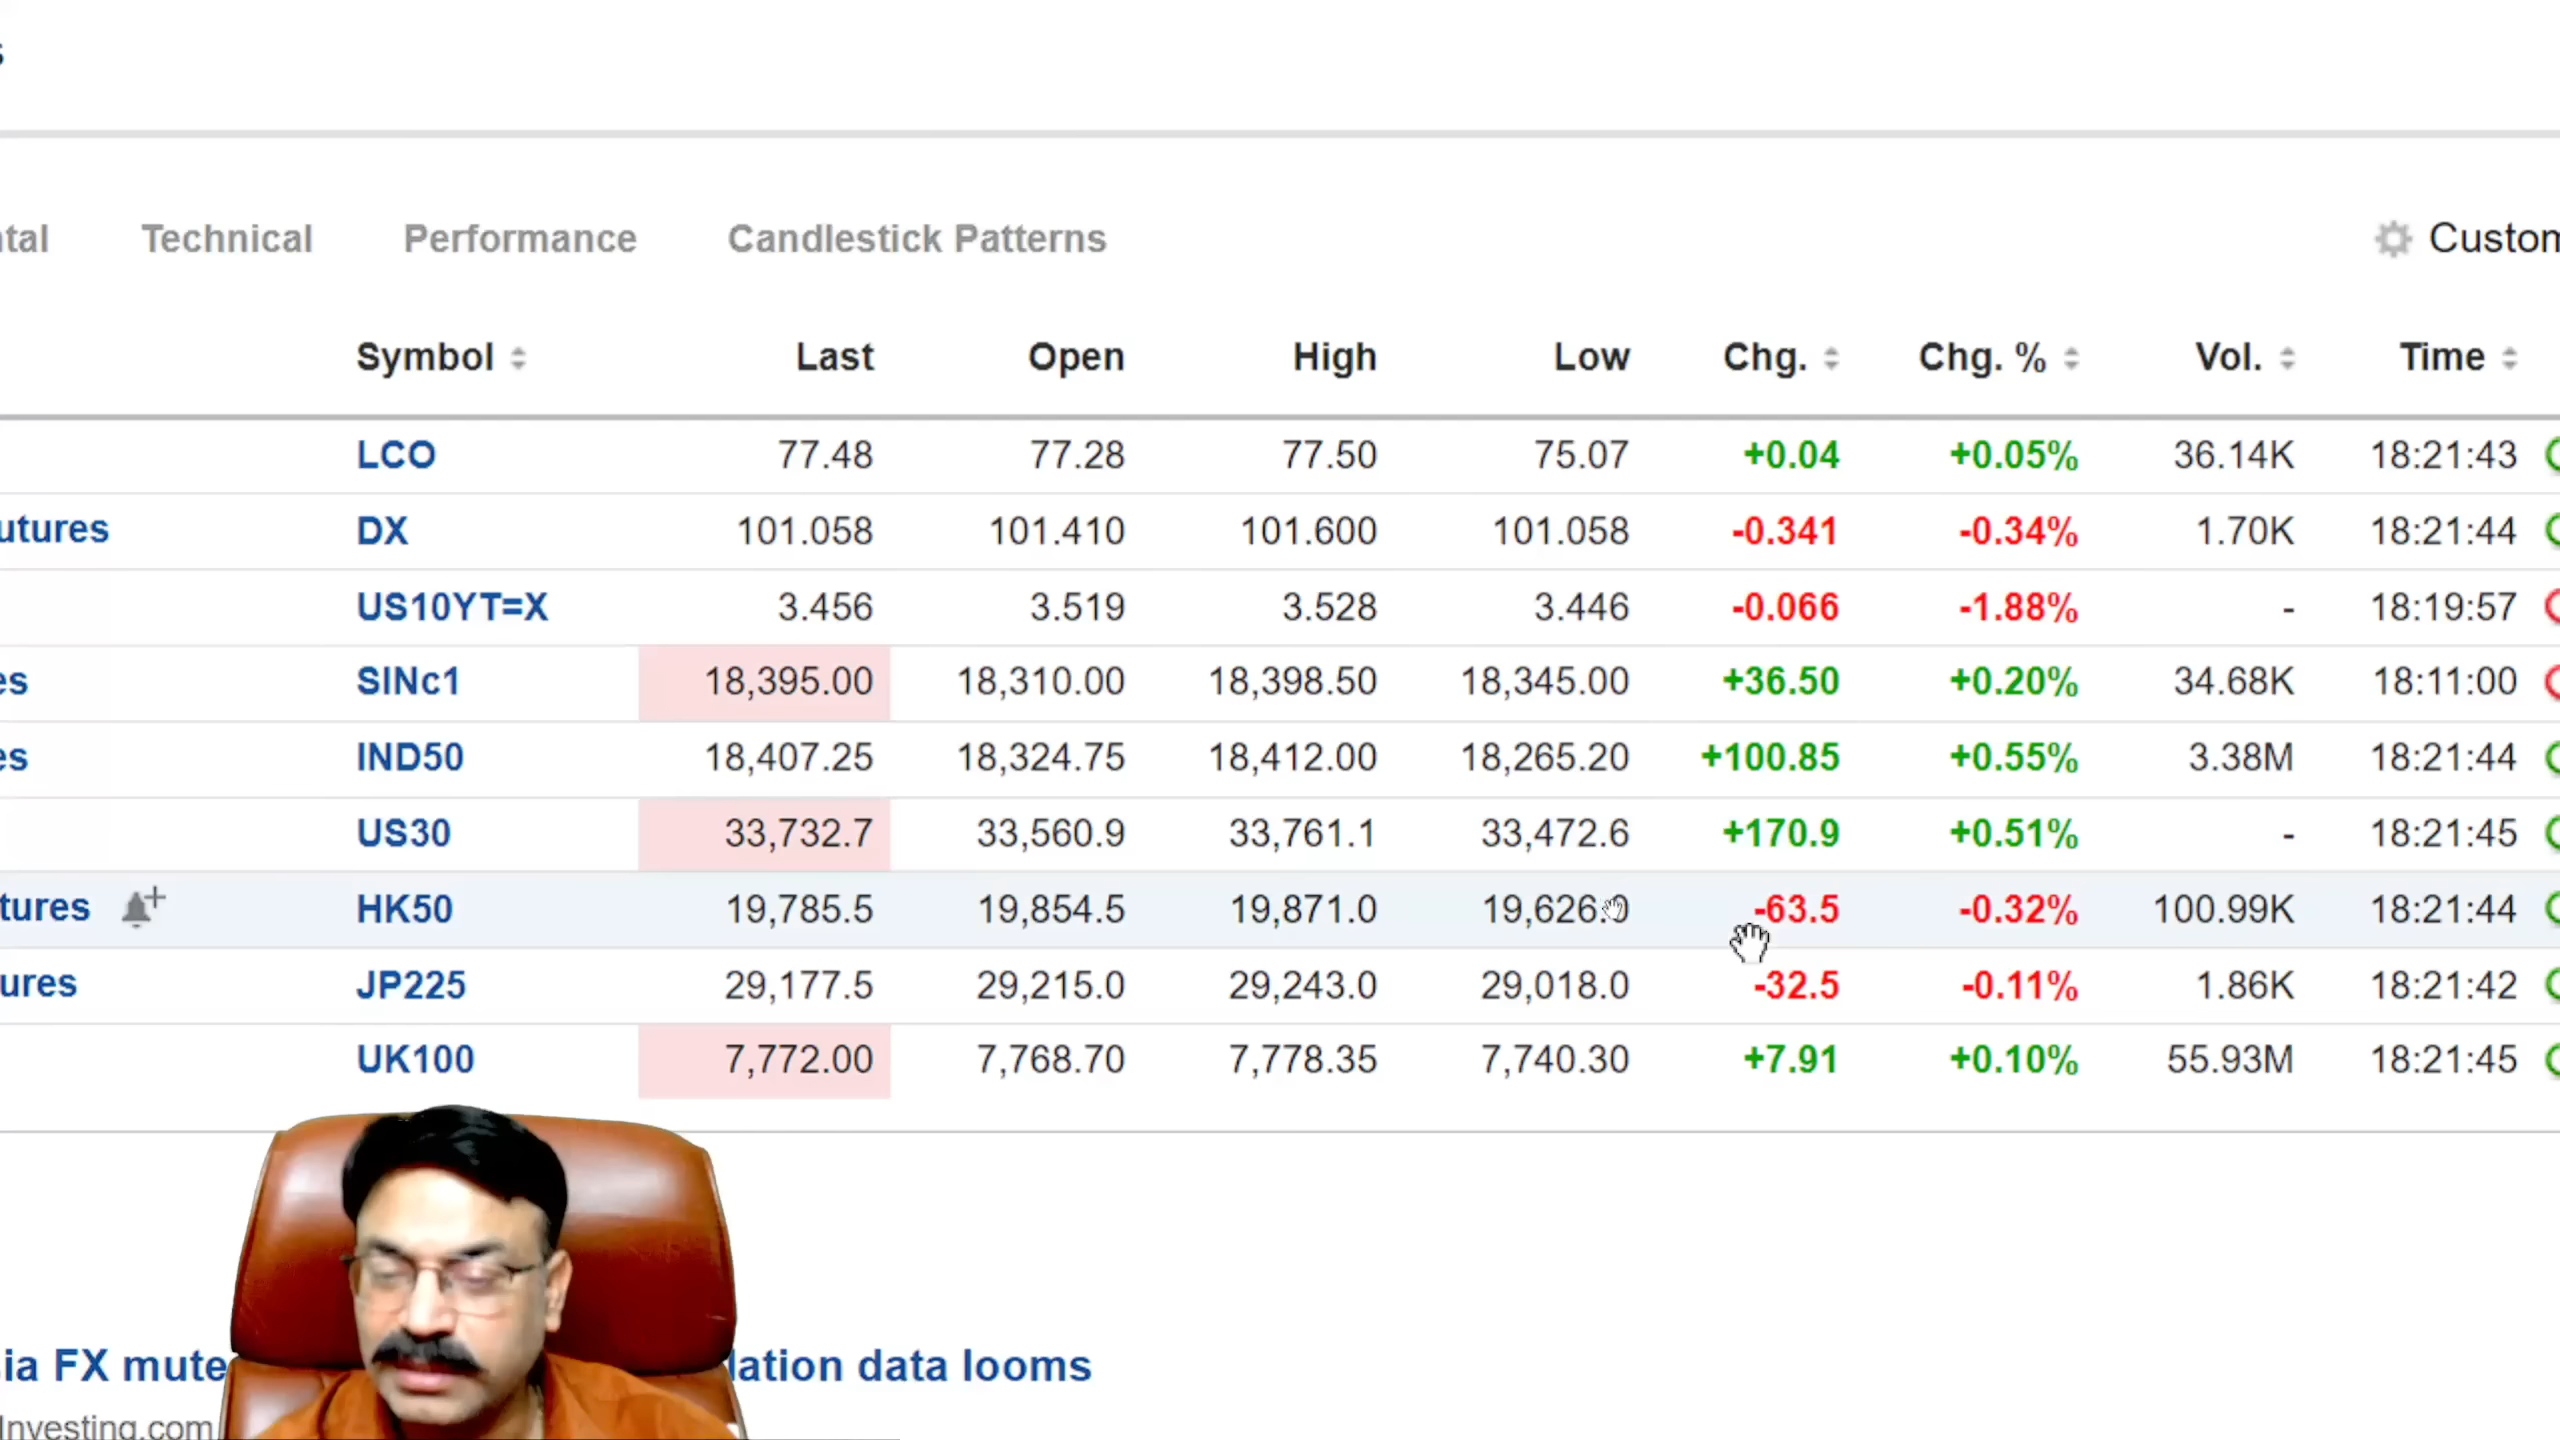 s
tal Technical Performance Candlestick Patterns Custom
Symbol Last Open High Low Chg. Chg. % Vol. Time
LCO 77.48 77.28 77.50 75.07 +0.04 +0.05% 36.14K 18:21:43
utures DX 101.058 101.410 101.600 101.058 -0.341 -0.34% 1.70K 18:21:44
US10YT=X 3.456 3.519 3.528 3.446 -0.066 -1.88% - 18:19:57
es SINc1 18,395.00 18,310.00 18,398.50 18,345.00 +36.50 +0.20% 34.68K 18:11:00
es IND50 18,407.25 18,324.75 18,412.00 18,265.20 +100.85 +0.55% 3.38M 18:21:44
US30 33,732.7 33,560.9 33,761.1 33,472.6 +170.9 +0.51% - 18:21:45
tures HK50 19,785.5 19,854.5 19,871.0 19,626.0 -63.5 -0.32% 100.99K 18:21:44
ures JP225 29,177.5 29,215.0 29,243.0 29,018.0 -32.5 -0.11% 1.86K 18:21:42
UK100 7,772.00 7,768.70 7,778.35 7,740.30 +7.91 +0.10% 55.93M 18:21:45
ia FX mute lation data looms
Investing.com